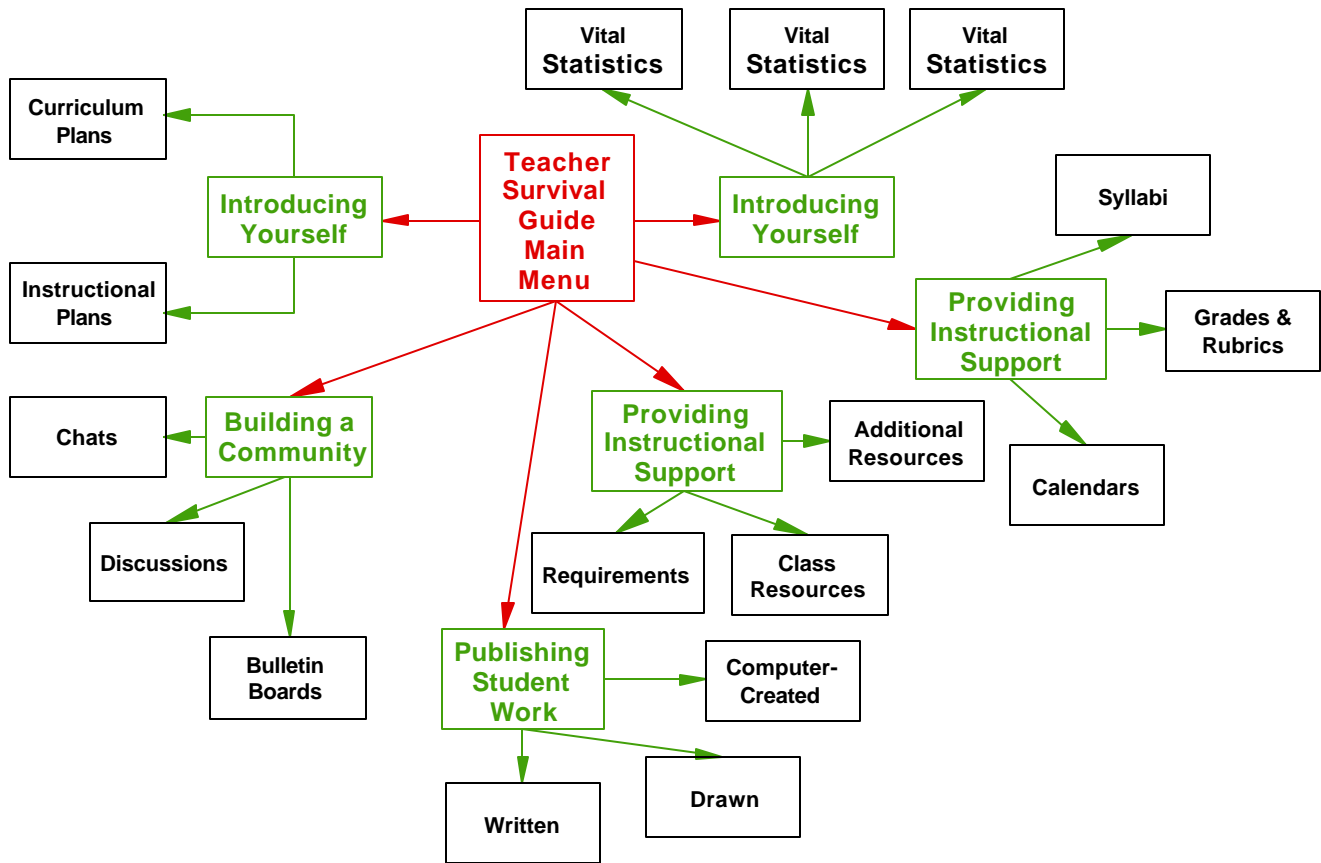 Vital
Statistics
Vital
Statistics
Vital
Statistics
Curriculum
Plans
Introducing
Yourself
Instructional
Plans
Teacher
Survival
Guide
Main
Menu
Introducing
Yourself
Syllabi
Providing
Instructional
Support
Grades &
Rubrics
Calendars
Building a
Community
Chats
Discussions
Bulletin
Boards
Providing
Instructional
Support
Additional
Resources
Requirements
Class
Resources
Publishing
Student
Work
Computer-
Created
Written
Drawn